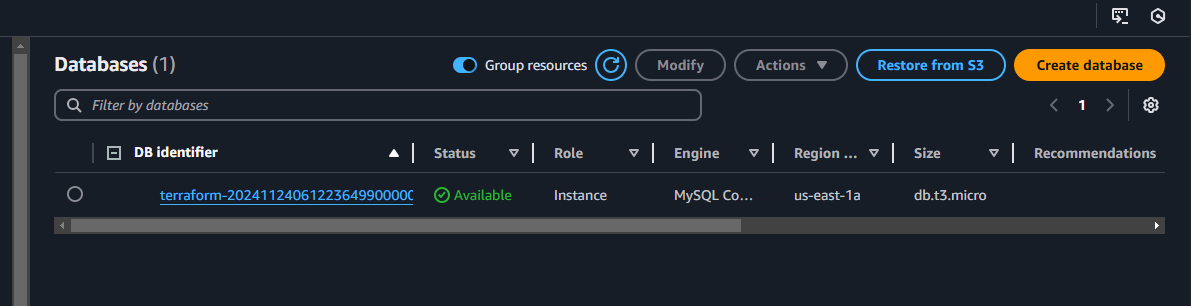 Databases (1)
Group resources
Modify
Actions
Restore from S3
Create database
Filter by databases
1
DB identifier
Status
Role
Engine
Region ...
Size
Recommendations
terraform-20241124061223649900000
Available
Instance
MySQL Co...
us-east-1a
db.t3.micro